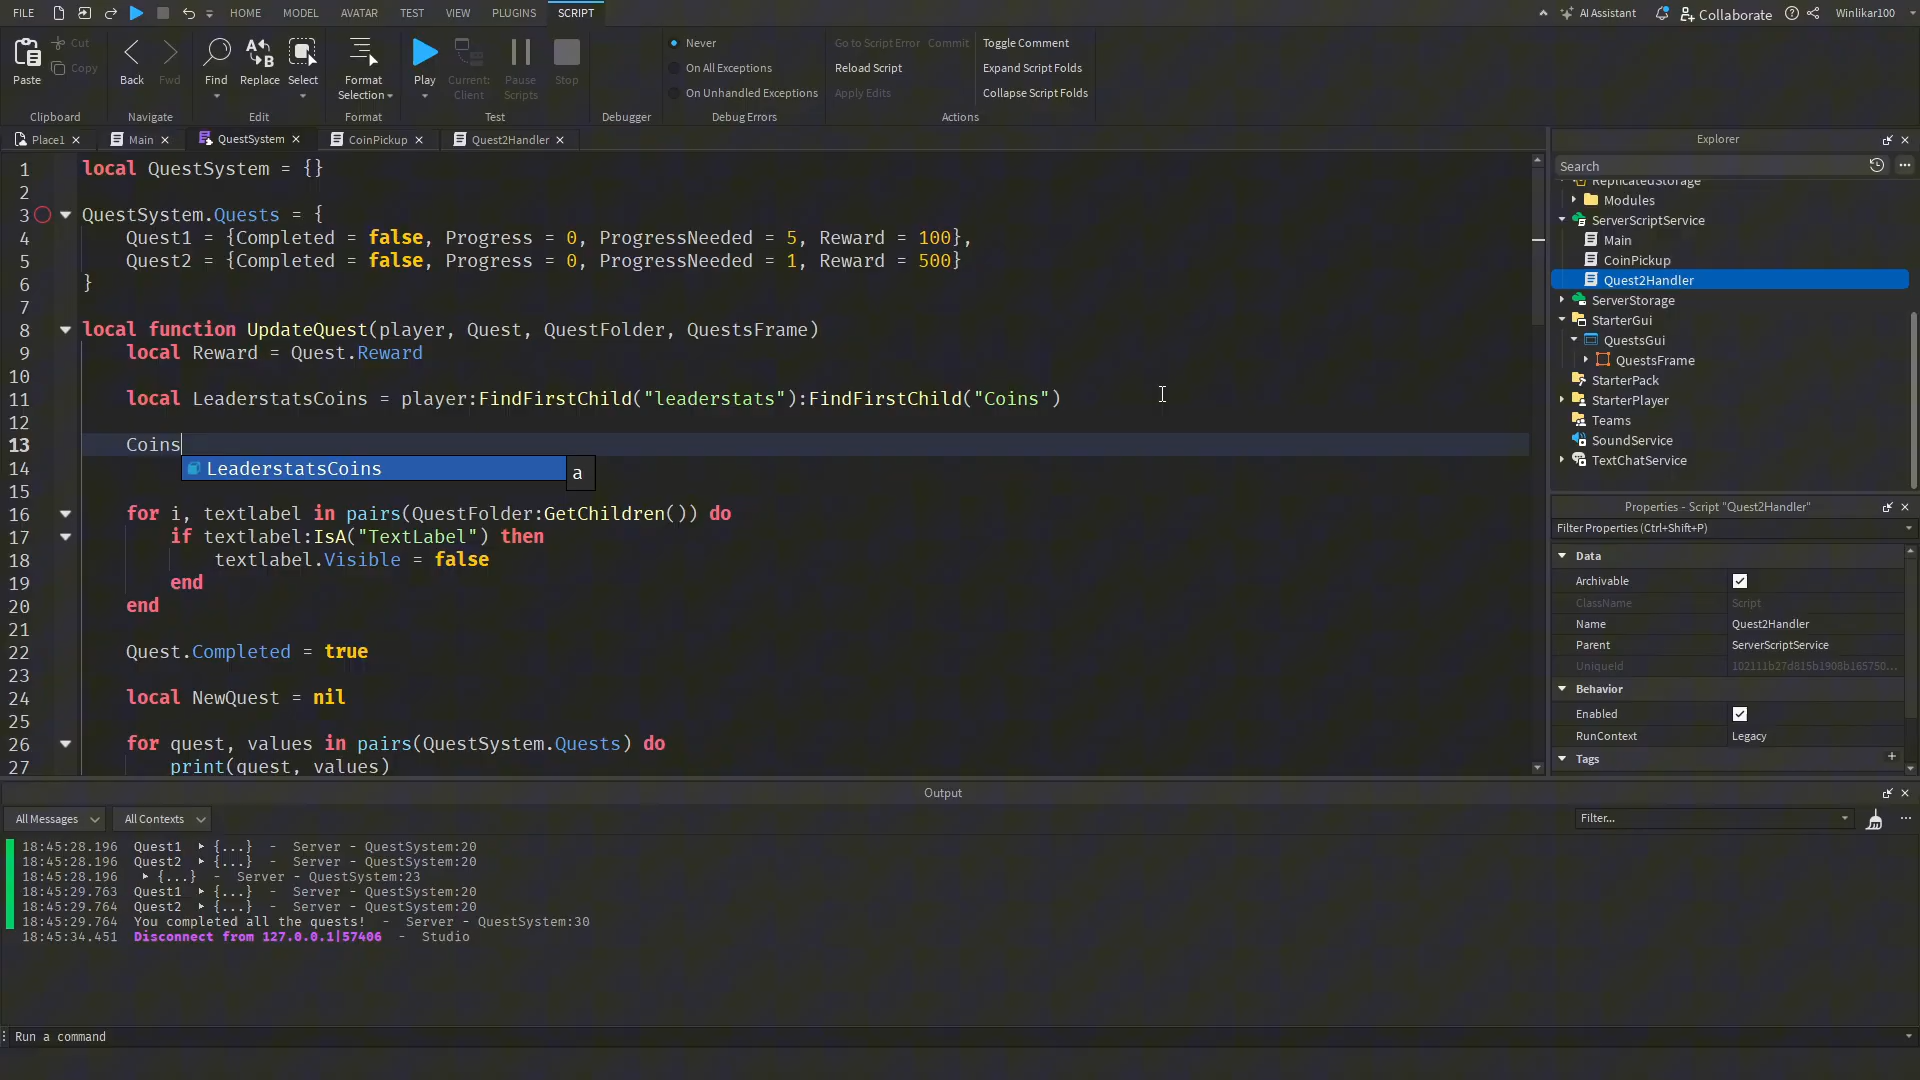 FILE HOME MODEL AVATAR TEST VIEW PLUGINS SCRIPT AI Assistant Collaborate Winlikar100
Paste Cut Copy Back Fwd Find Replace Select Format Selection Play Current: Client Pause Scripts Stop
Never
On All Exceptions
On Unhandled Exceptions
Go to Script Error Commit
Reload Script
Apply Edits
Toggle Comment
Expand Script Folds
Collapse Script Folds
Clipboard Navigate Edit Format Test Debugger Debug Errors Actions
Place1 Main QuestSystem CoinPickup Quest2Handler
1 local QuestSystem = {}
2
3 QuestSystem.Quests = {
4 Quest1 = {Completed = false, Progress = 0, ProgressNeeded = 5, Reward = 100},
5 Quest2 = {Completed = false, Progress = 0, ProgressNeeded = 1, Reward = 500}
6 }
7
8 local function UpdateQuest(player, Quest, QuestFolder, QuestsFrame)
9 local Reward = Quest.Reward
10
11 local LeaderstatsCoins = player:FindFirstChild("leaderstats"):FindFirstChild("Coins")
12
13 Coins
14 LeaderstatsCoins a
15
16 for i, textlabel in pairs(QuestFolder:GetChildren()) do
17 if textlabel:IsA("TextLabel") then
18 textlabel.Visible = false
19 end
20 end
21
22 Quest.Completed = true
23
24 local NewQuest = nil
25
26 for quest, values in pairs(QuestSystem.Quests) do
27 print(quest, values)
Explorer
Search
ReplicatedStorage
Modules
ServerScriptService
Main
CoinPickup
Quest2Handler
ServerStorage
StarterGui
QuestsGui
QuestsFrame
StarterPack
StarterPlayer
Teams
SoundService
TextChatService
Properties - Script "Quest2Handler"
Filter Properties (Ctrl+Shift+P)
Data
Archivable
ClassName Script
Name Quest2Handler
Parent ServerScriptService
UniqueId 102111b27d815b1908b165750...
Behavior
Enabled
RunContext Legacy
Tags
Output
All Messages All Contexts Filter...
18:45:28.196 Quest1 ▶ {...} - Server - QuestSystem:20
18:45:28.196 Quest2 ▶ {...} - Server - QuestSystem:20
18:45:28.196 ▶ {...} - Server - QuestSystem:23
18:45:29.763 Quest1 ▶ {...} - Server - QuestSystem:20
18:45:29.764 Quest2 ▶ {...} - Server - QuestSystem:20
18:45:29.764 You completed all the quests! - Server - QuestSystem:30
18:45:34.451 Disconnect from 127.0.0.1|57406 - Studio
Run a command